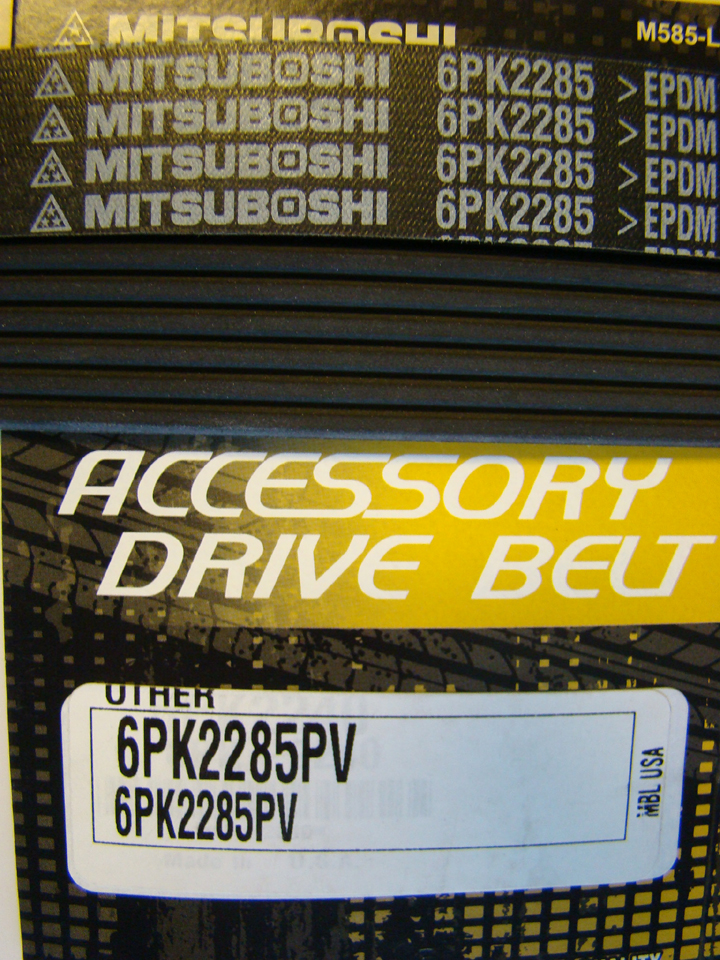 MITSUBOSHI M585-L
MITSUBOSHI 6PK2285 >EPDM
MITSUBOSHI 6PK2285 >EPDM
MITSUBOSHI 6PK2285 >EPDM
MITSUBOSHI 6PK2285 >EPDM
ACCESSORY
DRIVE BELT
OTHER
6PK2285PV
6PK2285PV
MBL USA